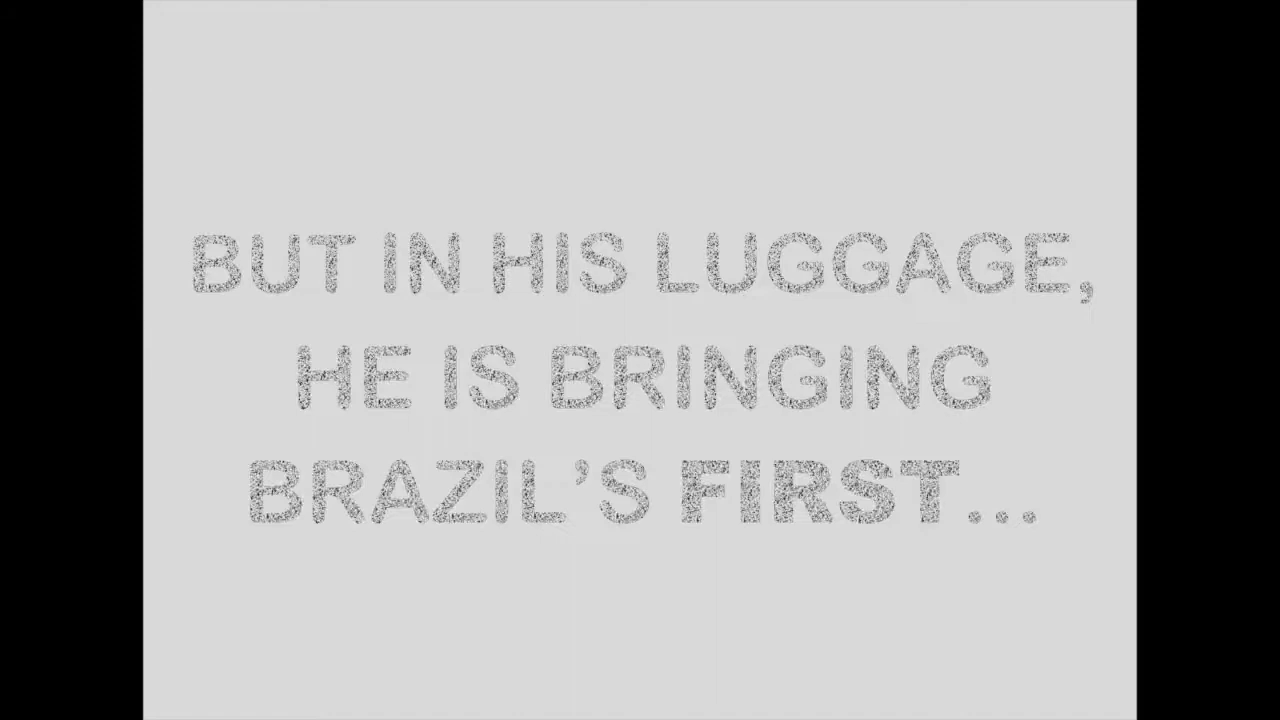 BUT IN HIS LUGGAGE,
HE IS BRINGING
BRAZIL’S FIRST...